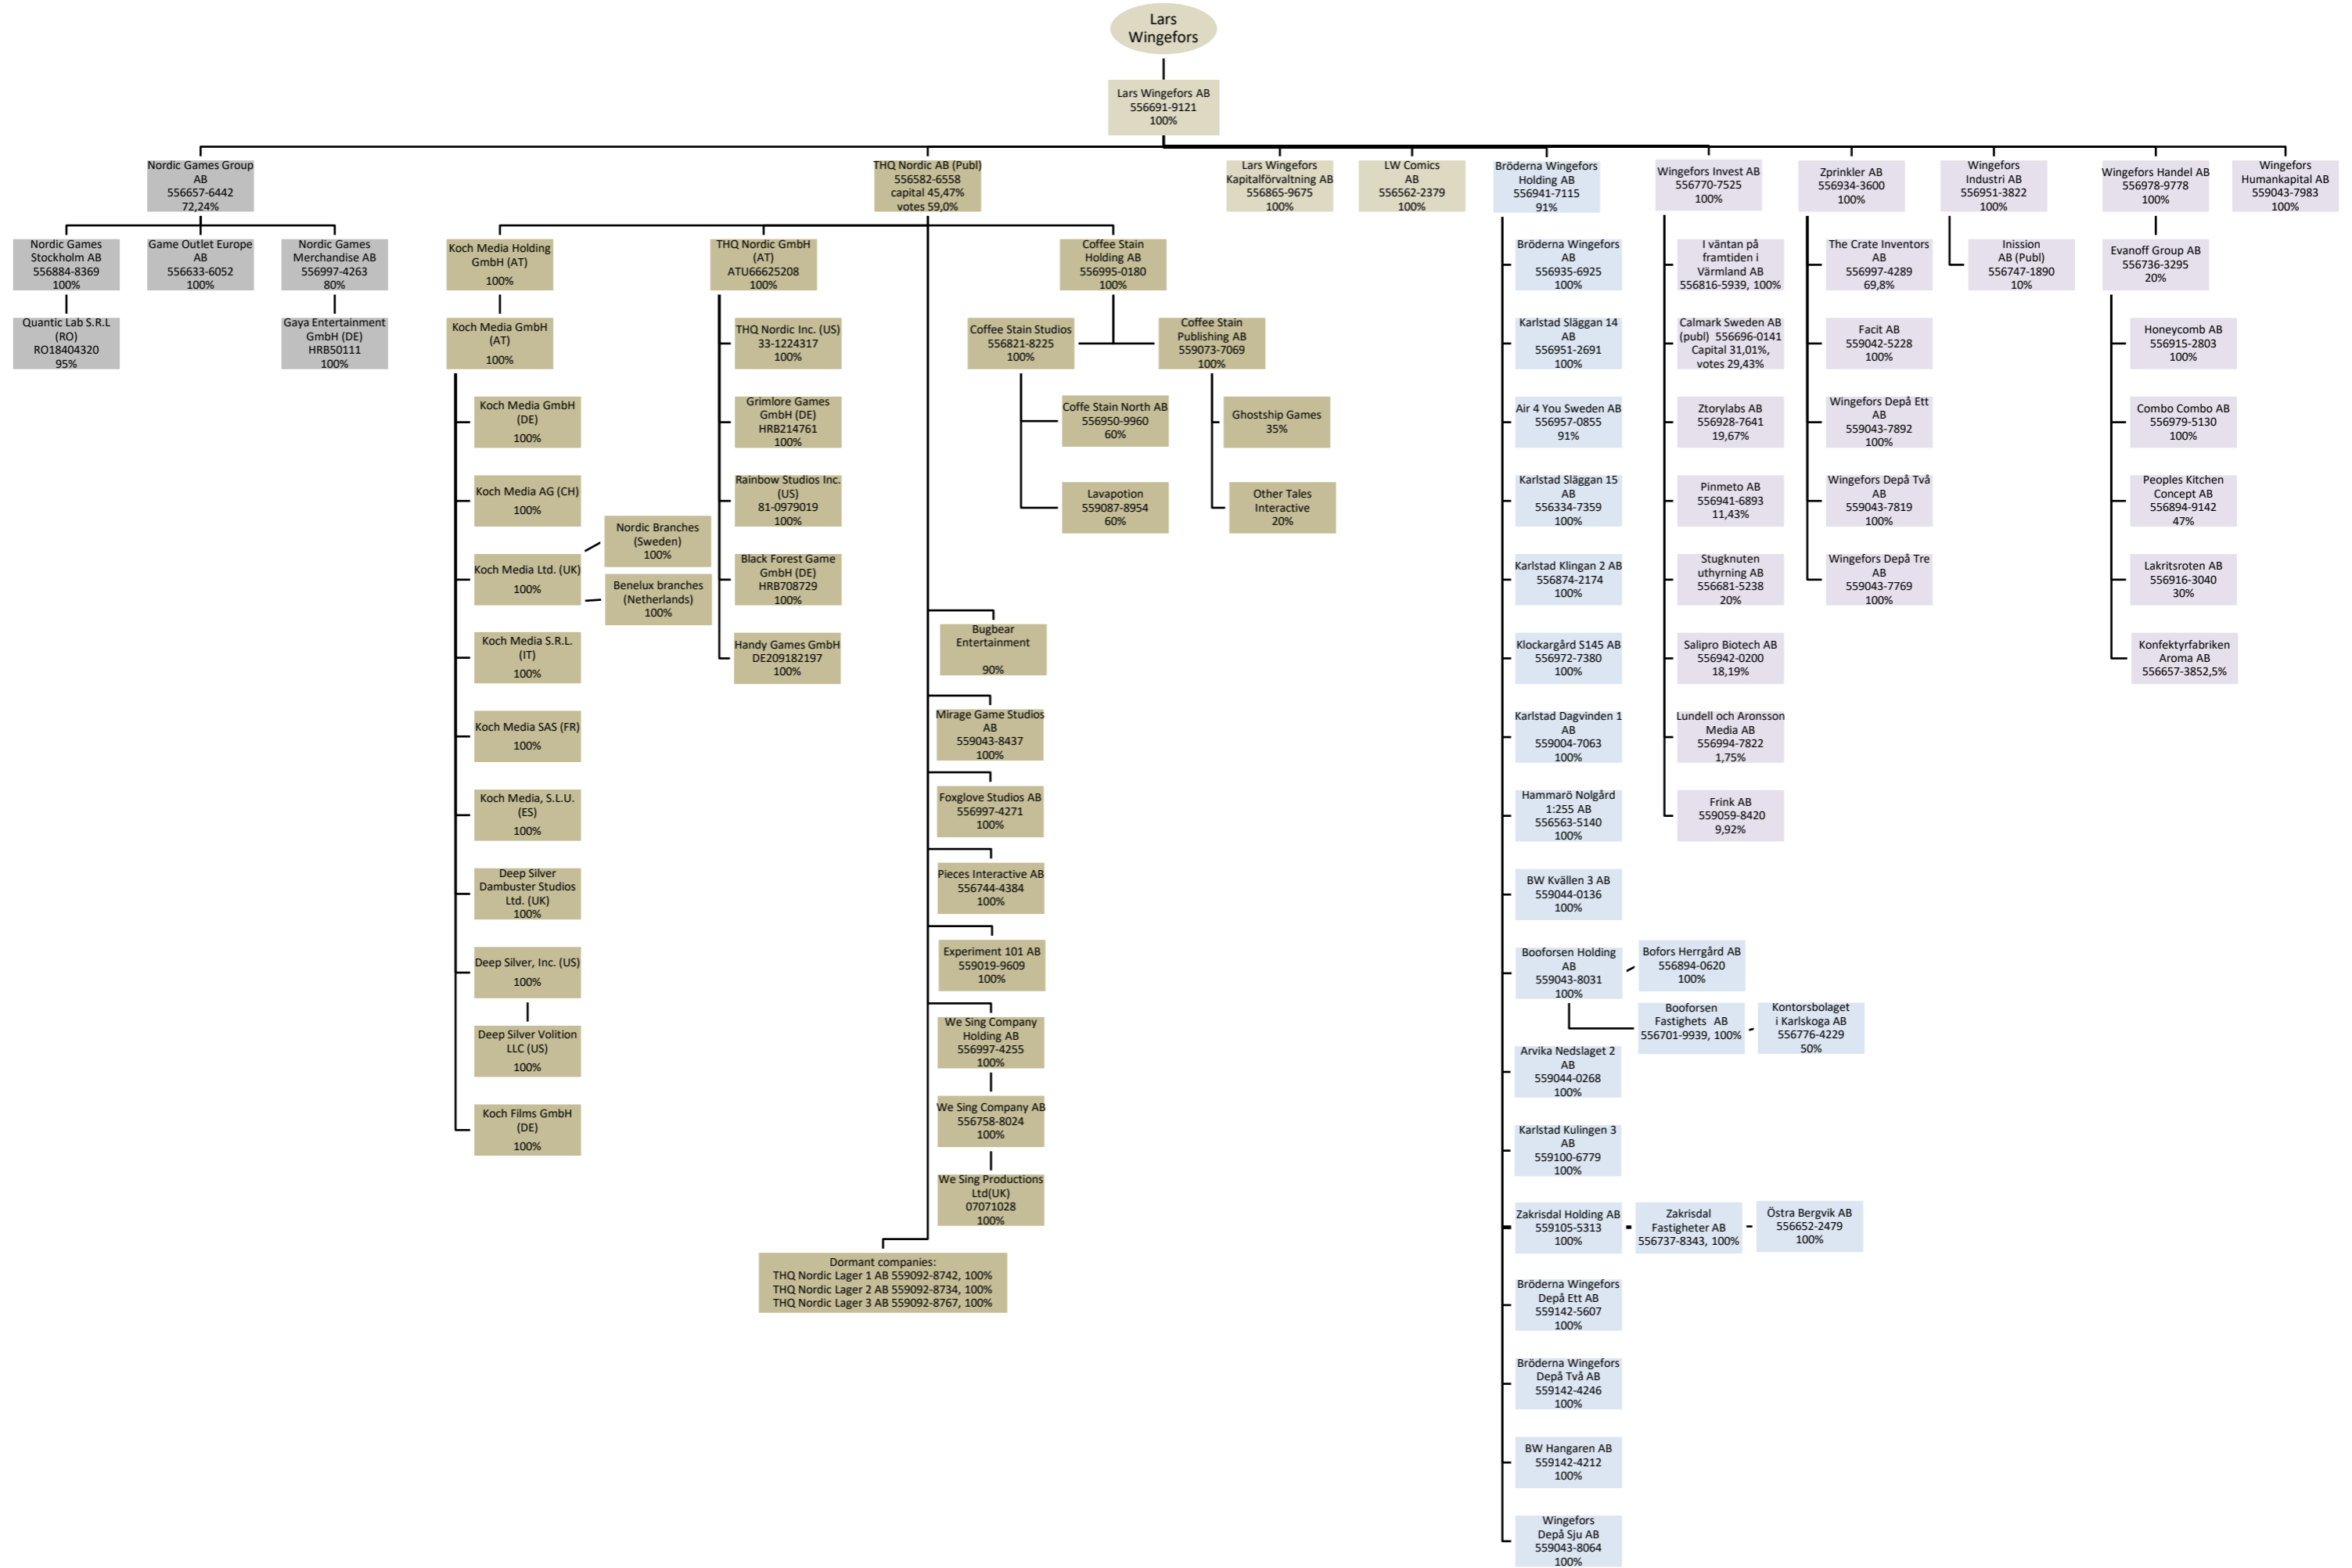 Lars
Wingefors
Lars Wingefors AB
556691-9121
100%
Nordic Games Group
AB
556657-6442
72,24%
THQ Nordic AB (Publ)
556582-6558
capital 45,47%
votes 59,0%
Lars Wingefors
Kapitalförvaltning AB
556865-9675
100%
LW Comics
AB
556562-2379
100%
Bröderna Wingefors
Holding AB
556941-7115
91%
Wingefors Invest AB
556770-7525
100%
Zprinkler AB
556934-3600
100%
Wingefors
Industri AB
556951-3822
100%
Wingefors Handel AB
556978-9778
100%
Wingefors
Humankapital AB
559043-7983
100%
Nordic Games
Stockholm AB
556884-8369
100%
Game Outlet Europe
AB
556633-6052
100%
Nordic Games
Merchandise AB
556997-4263
80%
Quantic Lab S.R.L
(RO)
RO18404320
95%
Gaya Entertainment
GmbH (DE)
HRB50111
100%
Koch Media Holding
GmbH (AT)
100%
Koch Media GmbH
(AT)
100%
Koch Media GmbH
(DE)
100%
Koch Media AG (CH)
100%
Koch Media Ltd. (UK)
100%
Nordic Branches
(Sweden)
100%
Benelux branches
(Netherlands)
100%
Koch Media S.R.L.
(IT)
100%
Koch Media SAS (FR)
100%
Koch Media, S.L.U.
(ES)
100%
Deep Silver
Dambuster Studios
Ltd. (UK)
100%
Deep Silver, Inc. (US)
100%
Deep Silver Volition
LLC (US)
100%
Koch Films GmbH
(DE)
100%
THQ Nordic GmbH
(AT)
ATU66625208
100%
THQ Nordic Inc. (US)
33-1224317
100%
Grimlore Games
GmbH (DE)
HRB214761
100%
Rainbow Studios Inc.
(US)
81-0979019
100%
Black Forest Game
GmbH (DE)
HRB708729
100%
Handy Games GmbH
DE209182197
100%
Coffee Stain
Holding AB
556995-0180
100%
Coffee Stain Studios
556821-8225
100%
Coffee Stain
Publishing AB
559073-7069
100%
Coffe Stain North AB
556950-9960
60%
Lavapotion
559087-8954
60%
Ghostship Games
35%
Other Tales
Interactive
20%
Bugbear
Entertainment
90%
Mirage Game Studios
AB
559043-8437
100%
Foxglove Studios AB
556997-4271
100%
Pieces Interactive AB
556744-4384
100%
Experiment 101 AB
559019-9609
100%
We Sing Company
Holding AB
556997-4255
100%
We Sing Company AB
556758-8024
100%
We Sing Productions
Ltd(UK)
07071028
100%
Dormant companies:
THQ Nordic Lager 1 AB 559092-8742, 100%
THQ Nordic Lager 2 AB 559092-8734, 100%
THQ Nordic Lager 3 AB 559092-8767, 100%
Bröderna Wingefors
AB
556935-6925
100%
Karlstad Släggan 14
AB
556951-2691
100%
Air 4 You Sweden AB
556957-0855
91%
Karlstad Släggan 15
AB
556334-7359
100%
Karlstad Klingan 2 AB
556874-2174
100%
Klockargård S145 AB
556972-7380
100%
Karlstad Dagvinden 1
AB
559004-7063
100%
Hammarö Nolgård
1:255 AB
556563-5140
100%
BW Kvällen 3 AB
559044-0136
100%
Booforsen Holding
AB
559043-8031
100%
Bofors Herrgård AB
556894-0620
100%
Booforsen
Fastighets AB
556701-9939, 100%
Kontorsbolaget
i Karlskoga AB
556776-4229
50%
Arvika Nedslaget 2
AB
559044-0268
100%
Karlstad Kulingen 3
AB
559100-6779
100%
Zakrisdal Holding AB
559105-5313
100%
Zakrisdal
Fastigheter AB
556737-8343, 100%
Östra Bergvik AB
556652-2479
100%
Bröderna Wingefors
Depå Ett AB
559142-5607
100%
Bröderna Wingefors
Depå Två AB
559142-4246
100%
BW Hangaren AB
559142-4212
100%
Wingefors
Depå Sju AB
559043-8064
100%
I väntan på
framtiden i
Värmland AB
556816-5939, 100%
Calmark Sweden AB
(publ) 556696-0141
Capital 31,01%,
votes 29,43%
Ztorylabs AB
556928-7641
19,67%
Pinmeto AB
556941-6893
11,43%
Stugknuten
uthyrning AB
556681-5238
20%
Salipro Biotech AB
556942-0200
18,19%
Lundell och Aronsson
Media AB
556994-7822
1,75%
Frink AB
559059-8420
9,92%
The Crate Inventors
AB
556997-4289
69,8%
Facit AB
559042-5228
100%
Wingefors Depå Ett
AB
559043-7892
100%
Wingefors Depå Två
AB
559043-7819
100%
Wingefors Depå Tre
AB
559043-7769
100%
Inission
AB (Publ)
556747-1890
10%
Evanoff Group AB
556736-3295
20%
Honeycomb AB
556915-2803
100%
Combo Combo AB
556979-5130
100%
Peoples Kitchen
Concept AB
556894-9142
47%
Lakritsroten AB
556916-3040
30%
Konfektyrfabriken
Aroma AB
556657-3852,5%